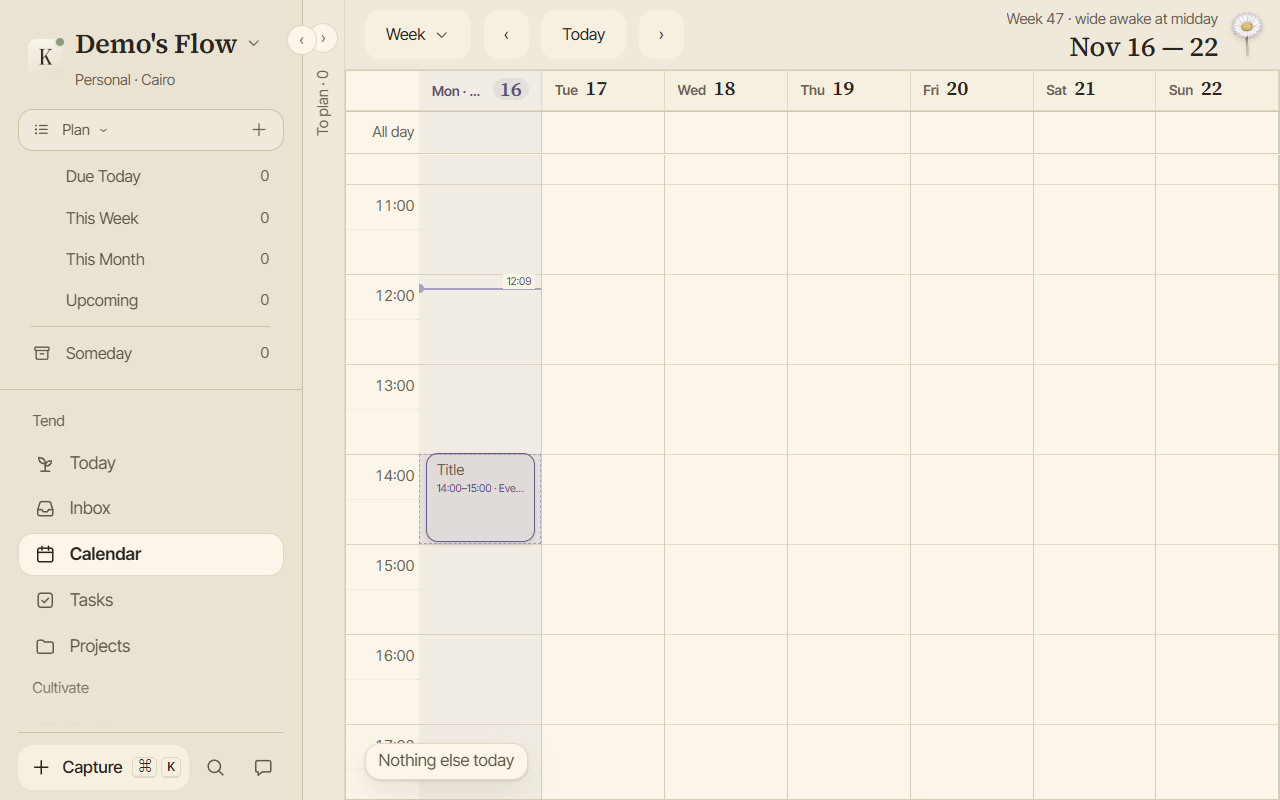 K
Demo's Flow
Personal · Cairo
Plan
Due Today 0
This Week 0
This Month 0
Upcoming 0
Someday 0
Tend
Today
Inbox
Calendar
Tasks
Projects
Cultivate
Capture ⌘ K
To plan · 0
Week
‹
Today
›
Week 47 · wide awake at midday
Nov 16 — 22
Mon · ... 16
Tue 17
Wed 18
Thu 19
Fri 20
Sat 21
Sun 22
All day
11:00
12:09
12:00
13:00
14:00
Title
14:00–15:00 · Eve...
15:00
16:00
17:00
Nothing else today